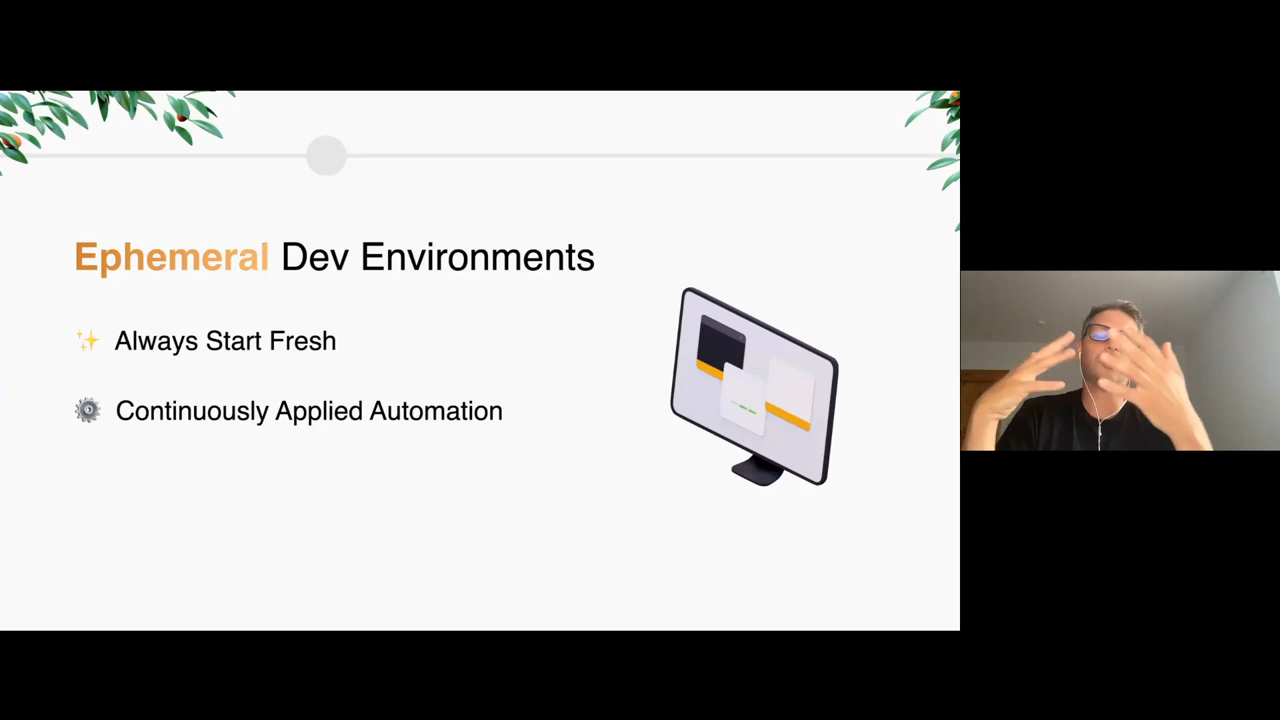 Ephemeral Dev Environments
Always Start Fresh
Continuously Applied Automation